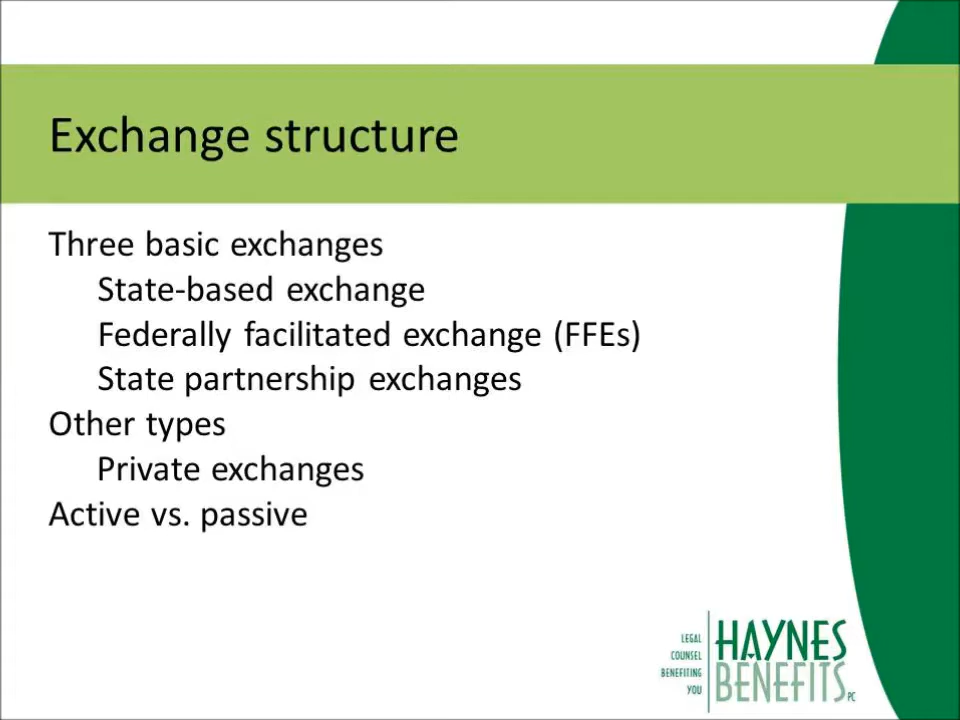 Exchange structure
Three basic exchanges
State-based exchange
Federally facilitated exchange (FFEs)
State partnership exchanges
Other types
Private exchanges
Active vs. passive
LEGAL
COUNSEL
BENEFITING
YOU
HAYNES
BENEFITS PC